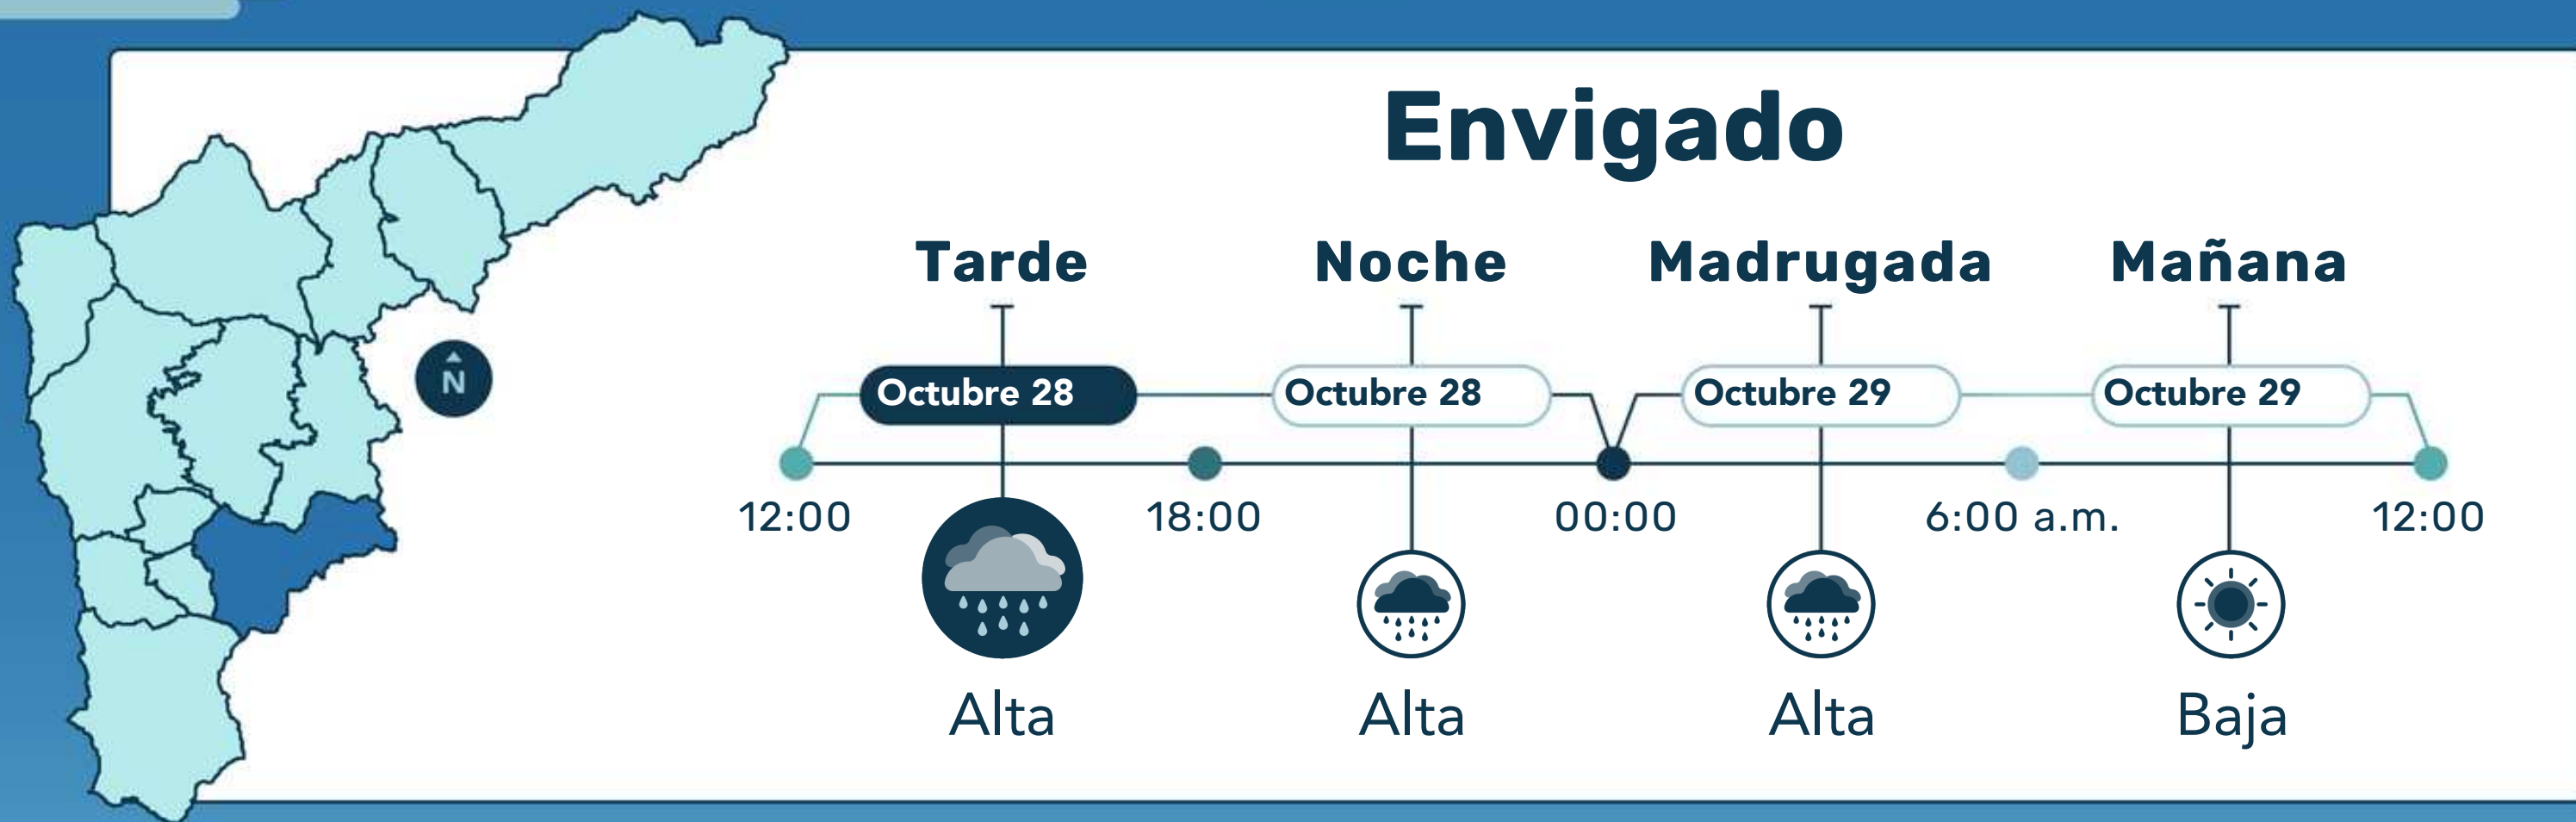 Envigado
Tarde Noche Madrugada Mañana
N
Octubre 28 Octubre 28 Octubre 29 Octubre 29
12:00 18:00 00:00 6:00 a.m. 12:00
Alta Alta Alta Baja